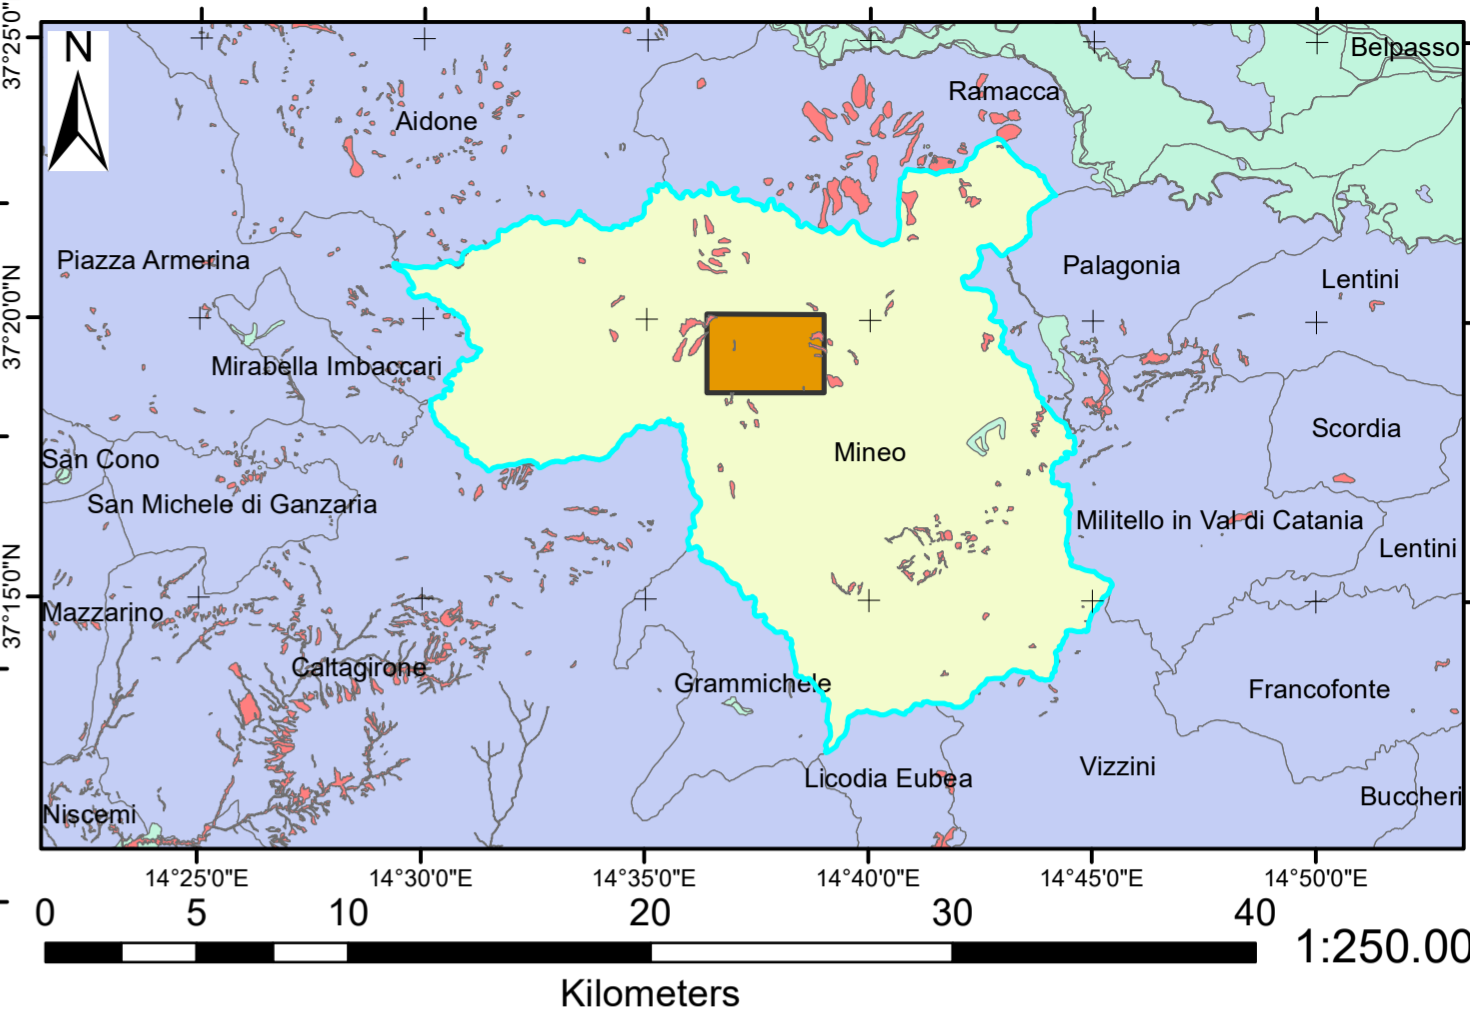 37°25'0"
N
Belpasso
Ramacca
Aidone
Piazza Armerina
Palagonia
Lentini
37°20'0"N
Mirabella Imbaccari
Scordia
Mineo
San Cono
San Michele di Ganzaria
Militello in Val di Catania
Lentini
37°15'0"N
Mazzarino
Caltagirone
Grammichele
Francofonte
Vizzini
Licodia Eubea
Buccheri
Niscemi
14°25'0"E 14°30'0"E 14°35'0"E 14°40'0"E 14°45'0"E 14°50'0"E
0 5 10 20 30 40
1:250.00
Kilometers